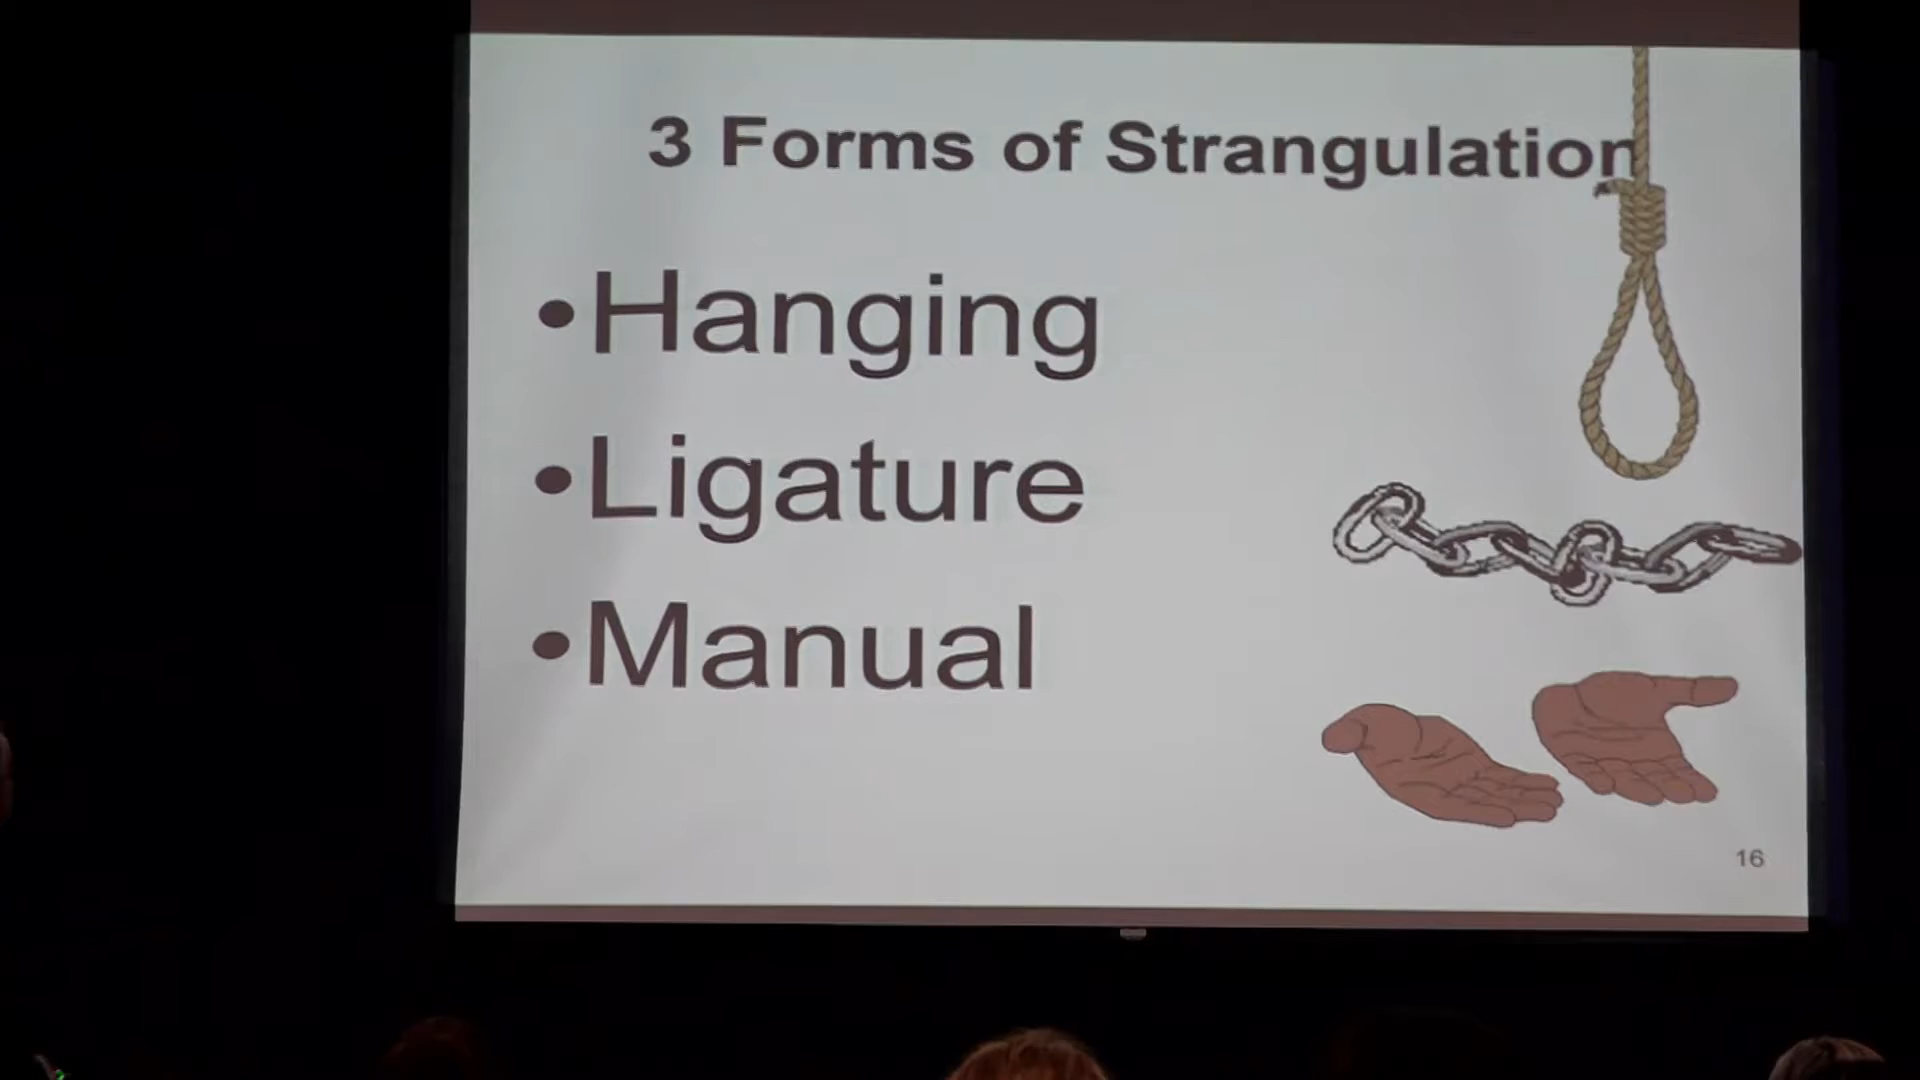 3 Forms of Strangulation
•Hanging
•Ligature
•Manual
16